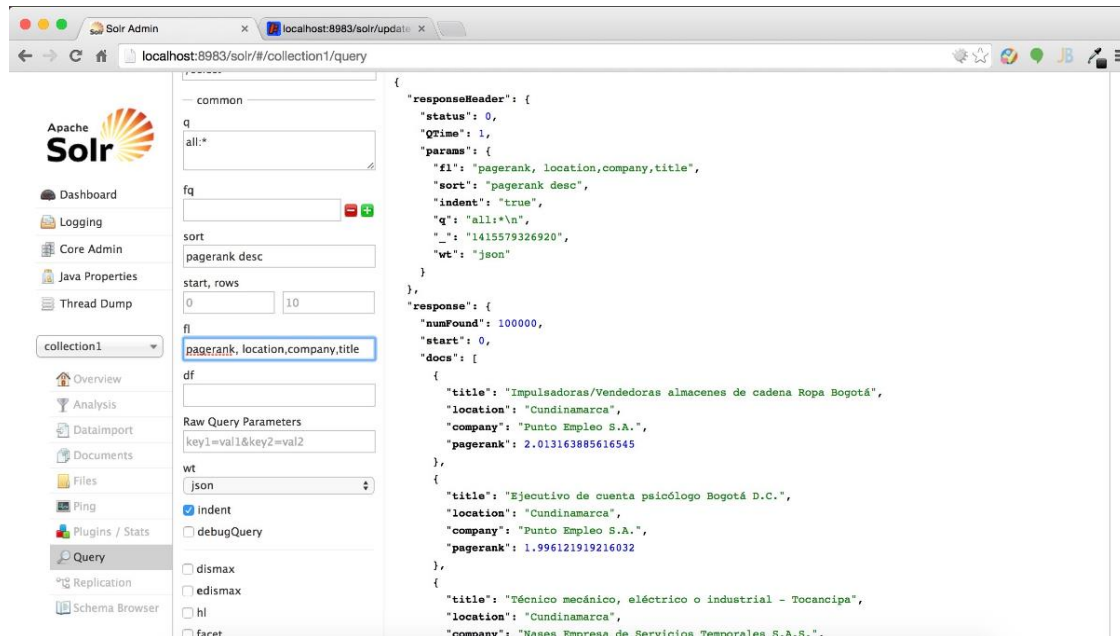 Solr Admin
localhost:8983/solr/update
localhost:8983/solr/#/collection1/query
Apache
Solr
Dashboard
Logging
Core Admin
Java Properties
Thread Dump
collection1
Overview
Analysis
Dataimport
Documents
Files
Ping
Plugins / Stats
Query
Replication
Schema Browser
common
q
all:*
fq
sort
pagerank desc
start, rows
0
10
fl
pagerank, location,company,title
df
Raw Query Parameters
key1=val1&key2=val2
wt
json
indent
debugQuery
dismax
edismax
hl
facet
{
"responseHeader": {
"status": 0,
"QTime": 1,
"params": {
"fl": "pagerank, location,company,title",
"sort": "pagerank desc",
"indent": "true",
"q": "all:*\n",
"_": "1415579326920",
"wt": "json"
}
},
"response": {
"numFound": 100000,
"start": 0,
"docs": [
{
"title": "Impulsadoras/Vendedoras almacenes de cadena Ropa Bogotá",
"location": "Cundinamarca",
"company": "Punto Empleo S.A.",
"pagerank": 2.013163885616545
},
{
"title": "Ejecutivo de cuenta psicólogo Bogotá D.C.",
"location": "Cundinamarca",
"company": "Punto Empleo S.A.",
"pagerank": 1.996121919216032
},
{
"title": "Técnico mecánico, eléctrico o industrial - Tocancipa",
"location": "Cundinamarca",
"company": "Nases Empresa de Servicios Temporales S.A.S.",